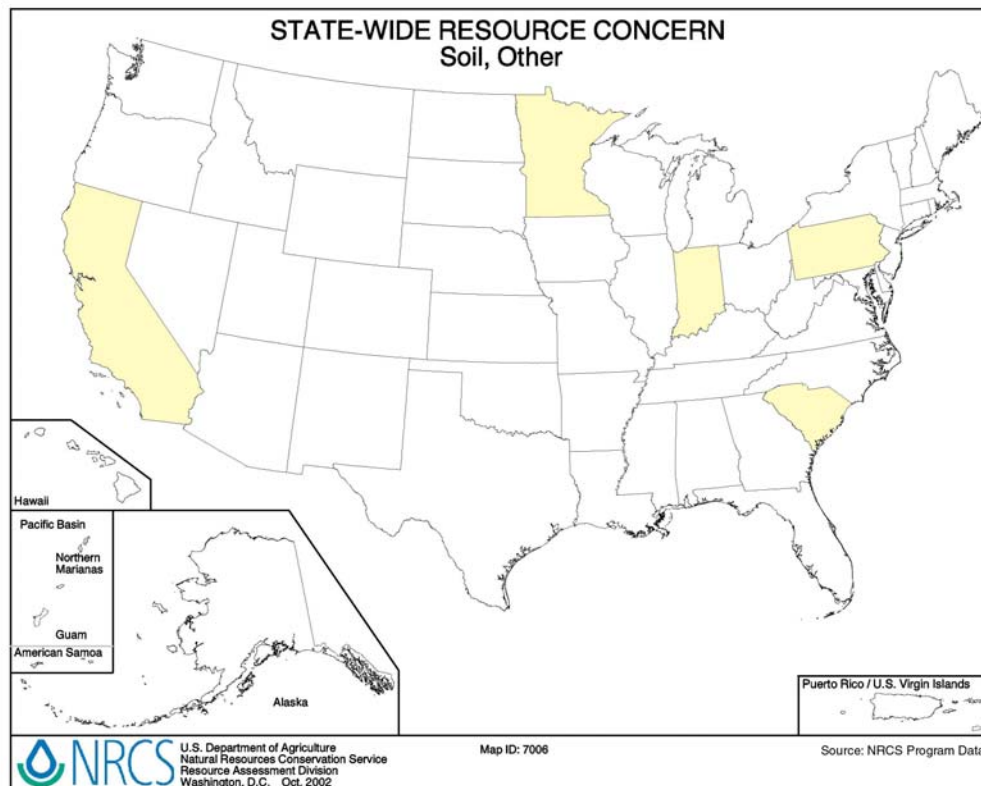 STATE-WIDE RESOURCE CONCERN
Soil, Other
Hawaii
Pacific Basin
Northern
Marianas
Guam
American Samoa
Alaska
Puerto Rico / U.S. Virgin Islands
NRCS
U.S. Department of Agriculture
Natural Resources Conservation Service
Resource Assessment Division
Washington, D.C. Oct. 2002
Map ID: 7006
Source: NRCS Program Data